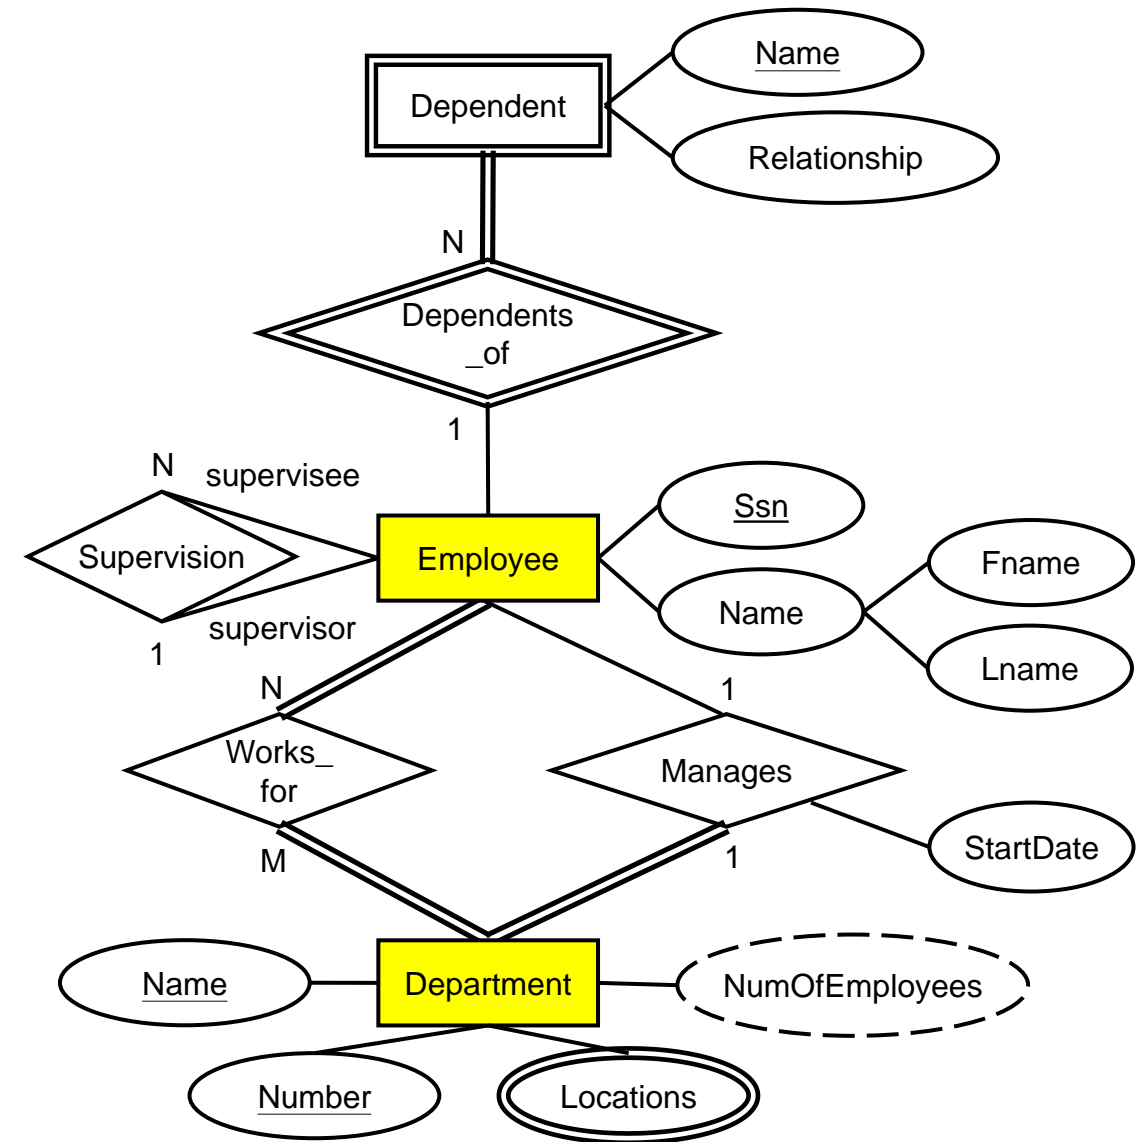 Name
Dependent
Relationship
N
Dependents
_of
1
N
supervisee
Ssn
Supervision
Employee
Fname
Name
supervisor
1
Lname
N
1
Works_
for
Manages
M
1
StartDate
Name
Department
NumOfEmployees
Number
Locations